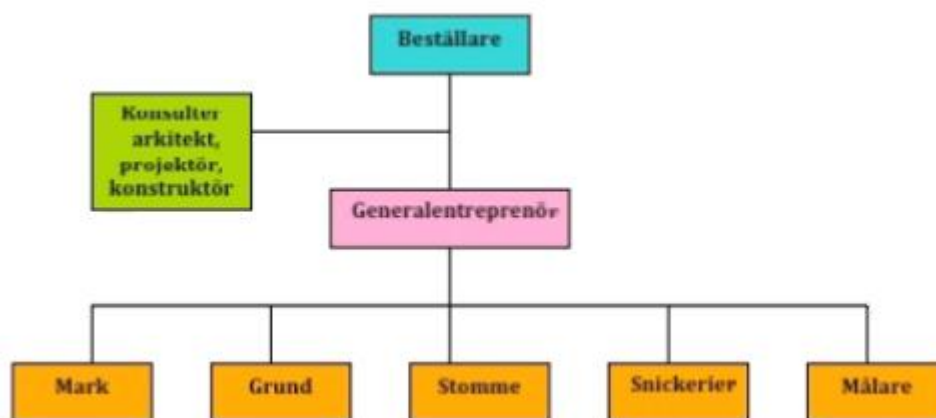 Beställare
Konsulter
arkitekt,
projektör,
konstruktör
Generalentreprenör
Mark
Grund
Stomme
Snickerier
Målare